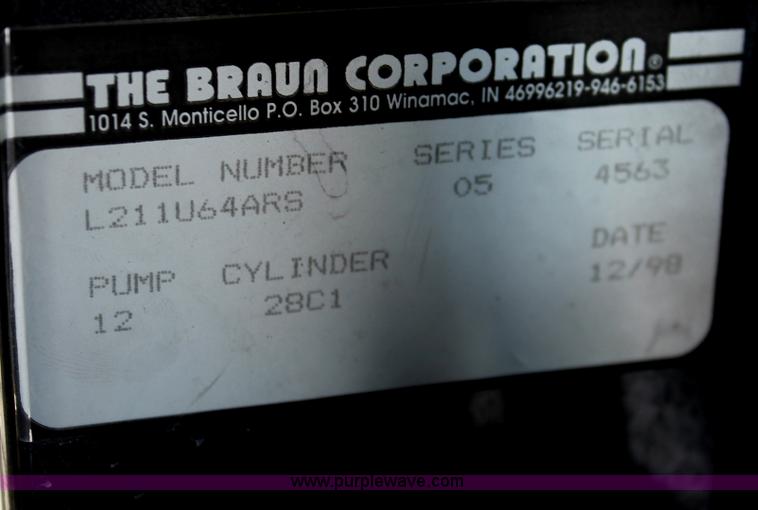 THE BRAUN CORPORATION®
1014 S. Monticello P.O. Box 310 Winamac, IN 46996219-946-6153
MODEL NUMBER SERIES SERIAL
L211U64ARS 05 4563
PUMP CYLINDER DATE
12 28C1 12/98
www.purplewave.com